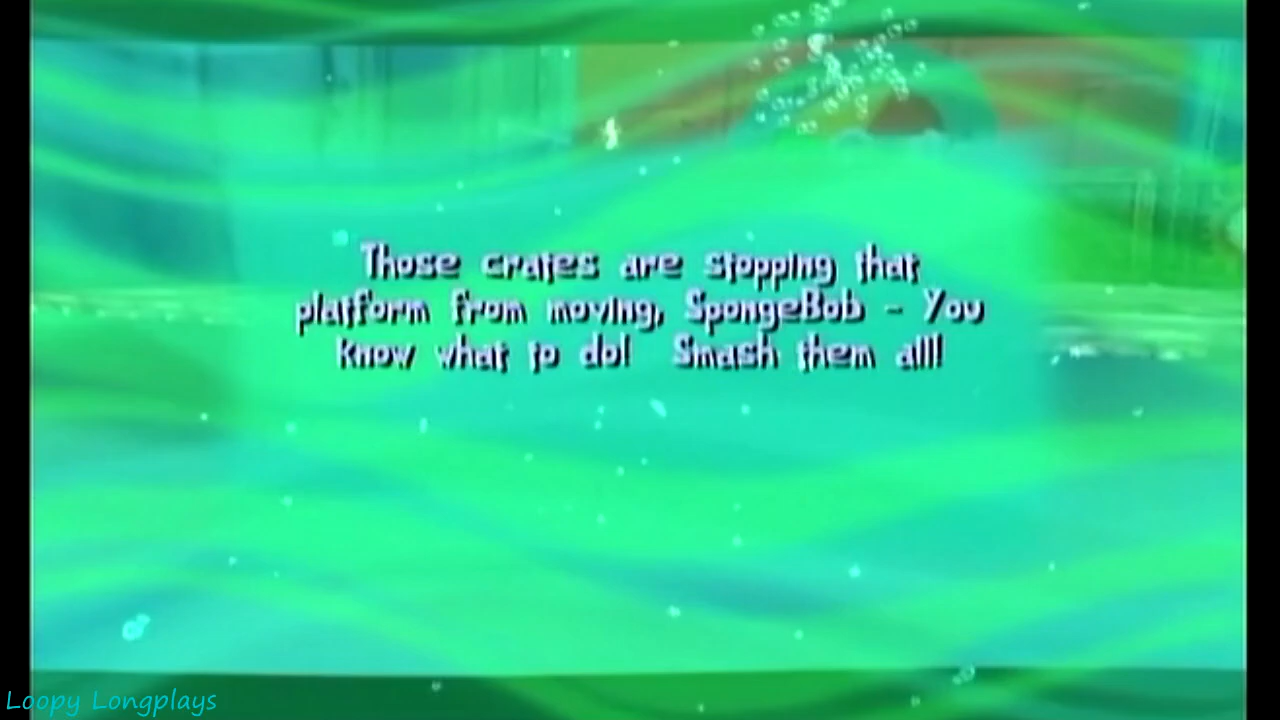 Those crates are stopping that
platform from moving, SpongeBob - You
know what to do! Smash them all!
Loopy Longplays